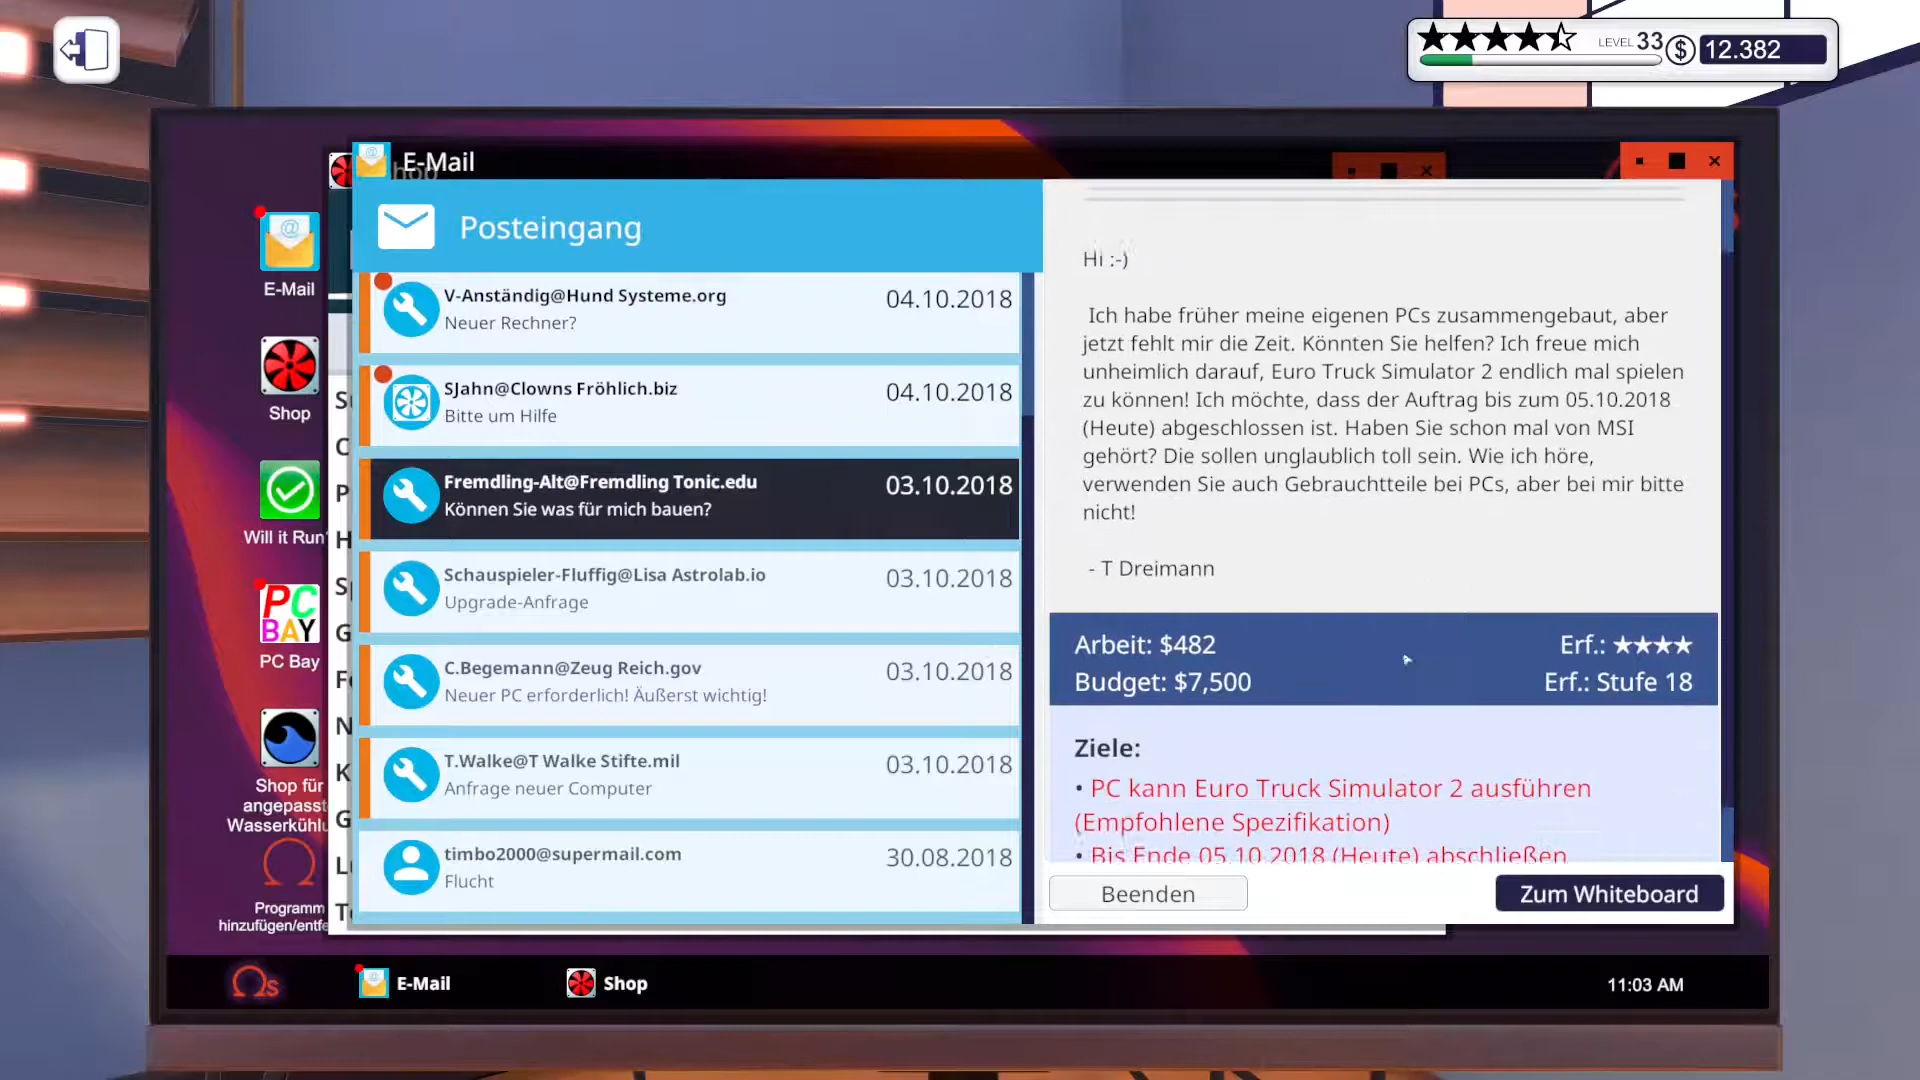 LEVEL 33
$ 12.382
E-Mail
Posteingang
V-Anständig@Hund Systeme.org
04.10.2018
Neuer Rechner?
SJahn@Clowns Fröhlich.biz
04.10.2018
Bitte um Hilfe
Fremdling-Alt@Fremdling Tonic.edu
03.10.2018
Können Sie was für mich bauen?
Schauspieler-Fluffig@Lisa Astrolab.io
03.10.2018
Upgrade-Anfrage
C.Begemann@Zeug Reich.gov
03.10.2018
Neuer PC erforderlich! Äußerst wichtig!
T.Walke@T Walke Stifte.mil
03.10.2018
Anfrage neuer Computer
timbo2000@supermail.com
30.08.2018
Flucht
Hi :-)
Ich habe früher meine eigenen PCs zusammengebaut, aber
jetzt fehlt mir die Zeit. Könnten Sie helfen? Ich freue mich
unheimlich darauf, Euro Truck Simulator 2 endlich mal spielen
zu können! Ich möchte, dass der Auftrag bis zum 05.10.2018
(Heute) abgeschlossen ist. Haben Sie schon mal von MSI
gehört? Die sollen unglaublich toll sein. Wie ich höre,
verwenden Sie auch Gebrauchtteile bei PCs, aber bei mir bitte
nicht!
- T Dreimann
Arbeit: $482
Erf.: ★★★★
Budget: $7,500
Erf.: Stufe 18
Ziele:
• PC kann Euro Truck Simulator 2 ausführen
(Empfohlene Spezifikation)
• Bis Ende 05.10.2018 (Heute) abschließen
Beenden
Zum Whiteboard
E-Mail
Shop
Will it Run
PC
BAY
PC Bay
Shop für
angepasst
Wasserkühlu
Programm
hinzufügen/entfe
E-Mail
Shop
11:03 AM